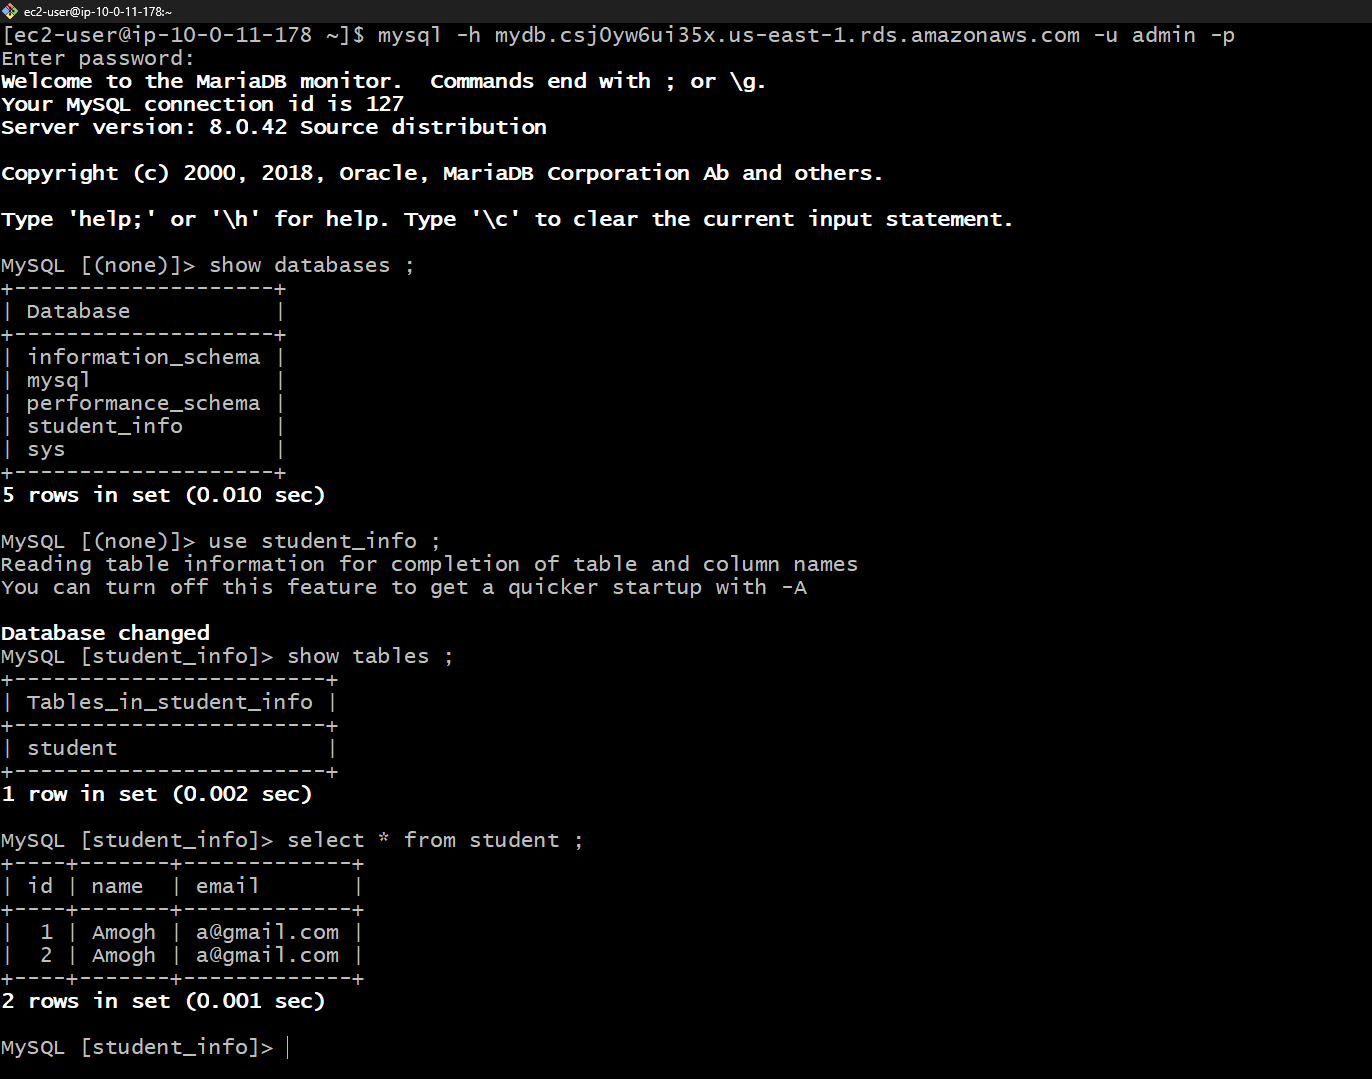 ec2-user@ip-10-0-11-178:~
[ec2-user@ip-10-0-11-178 ~]$ mysql -h mydb.csj0yw6ui35x.us-east-1.rds.amazonaws.com -u admin -p
Enter password:
Welcome to the MariaDB monitor.  Commands end with ; or \g.
Your MySQL connection id is 127
Server version: 8.0.42 Source distribution

Copyright (c) 2000, 2018, Oracle, MariaDB Corporation Ab and others.

Type 'help;' or '\h' for help. Type '\c' to clear the current input statement.

MySQL [(none)]> show databases ;
+--------------------+
| Database           |
+--------------------+
| information_schema |
| mysql              |
| performance_schema |
| student_info       |
| sys                |
+--------------------+
5 rows in set (0.010 sec)

MySQL [(none)]> use student_info ;
Reading table information for completion of table and column names
You can turn off this feature to get a quicker startup with -A

Database changed
MySQL [student_info]> show tables ;
+------------------------+
| Tables_in_student_info |
+------------------------+
| student                |
+------------------------+
1 row in set (0.002 sec)

MySQL [student_info]> select * from student ;
+----+-------+-------------+
| id | name  | email       |
+----+-------+-------------+
|  1 | Amogh | a@gmail.com |
|  2 | Amogh | a@gmail.com |
+----+-------+-------------+
2 rows in set (0.001 sec)

MySQL [student_info]>